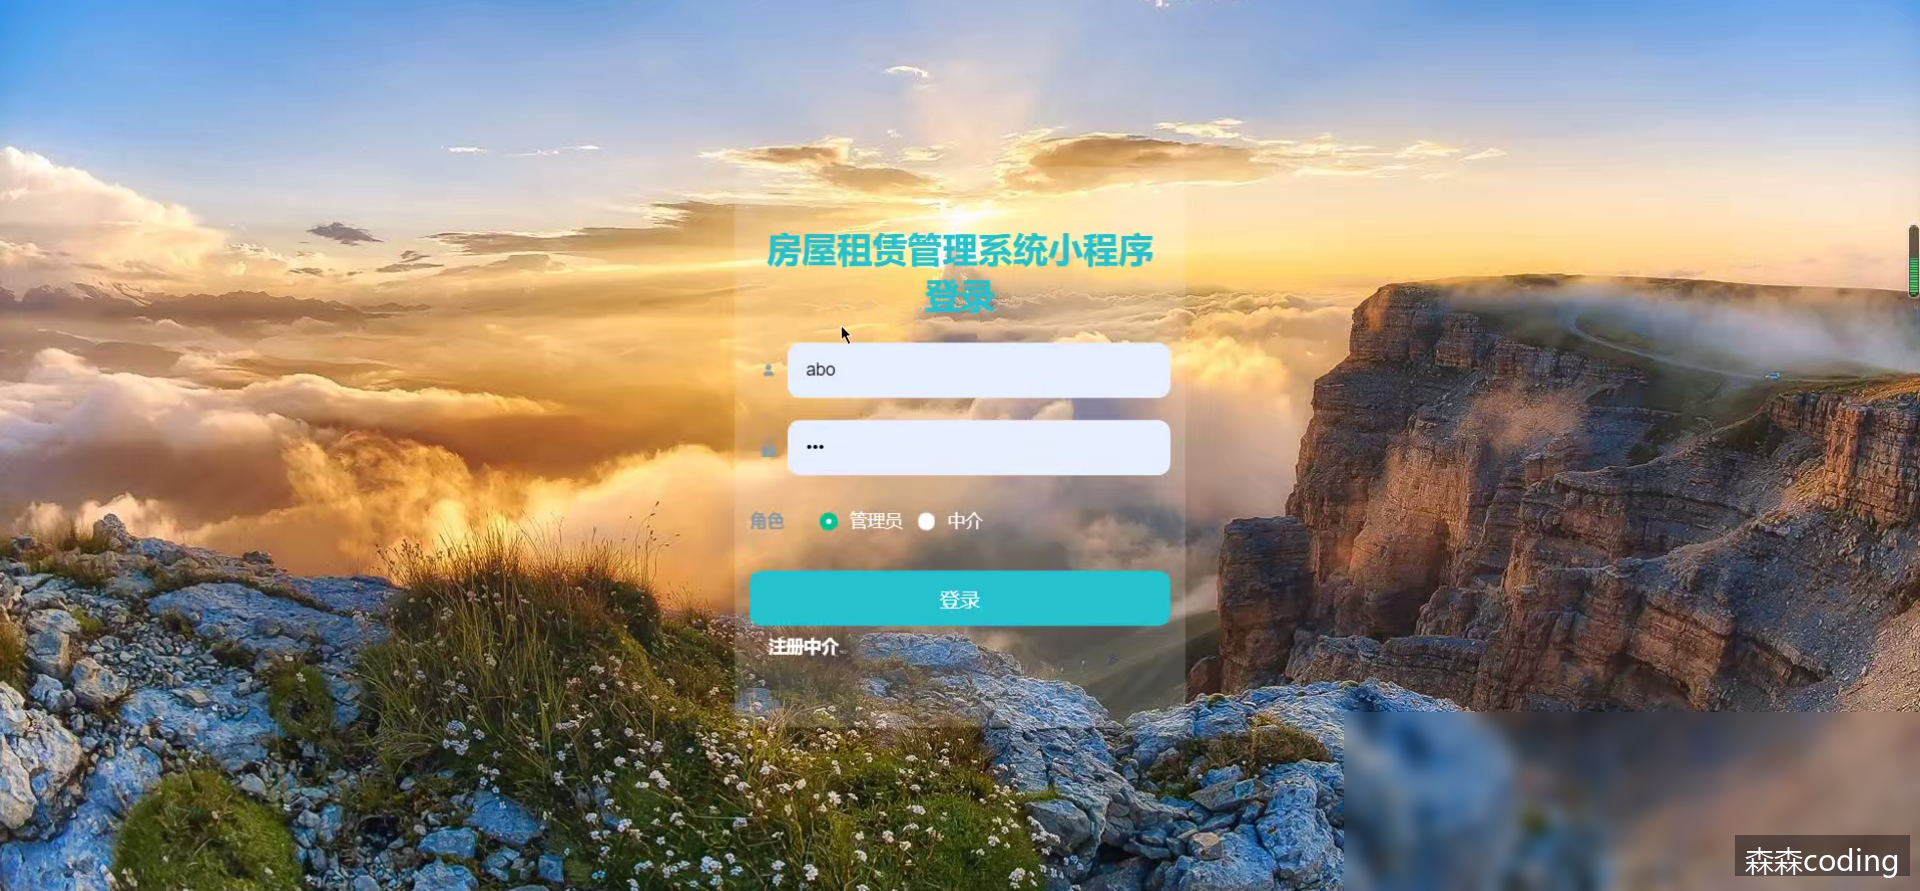 房屋租赁管理系统小程序
登录
abo
•••
角色 管理员 中介
登录
注册中介
森森coding